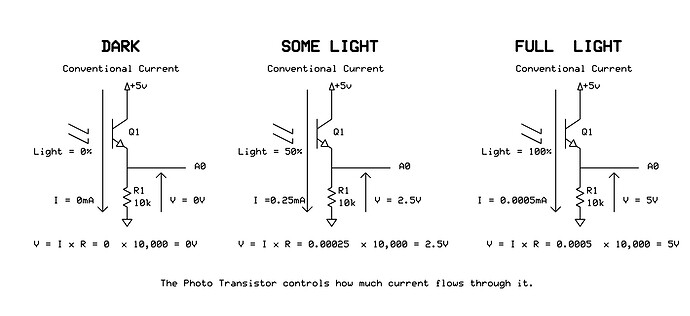 DARK
Conventional Current
+5v
Q1
Light = 0%
A0
R1
10k
I = 0mA
V = 0V
V = I x R = 0 x 10,000 = 0V
SOME LIGHT
Conventional Current
+5v
Q1
Light = 50%
A0
R1
10k
I =0.25mA
V = 2.5V
V = I x R = 0.00025 x 10,000 = 2.5V
FULL LIGHT
Conventional Current
+5v
Q1
Light = 100%
A0
R1
10k
I = 0.0005mA
V = 5V
V = I x R = 0.0005 x 10,000 = 5V
The Photo Transistor controls how much current flows through it.